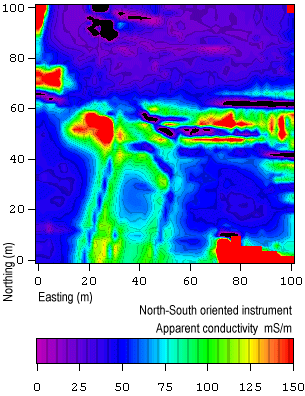 100
80
60
40
20
0
Northing (m)
0 20 40 60 80 100
Easting (m)
North-South oriented instrument
Apparent conductivity mS/m
0 25 50 75 100 125 150